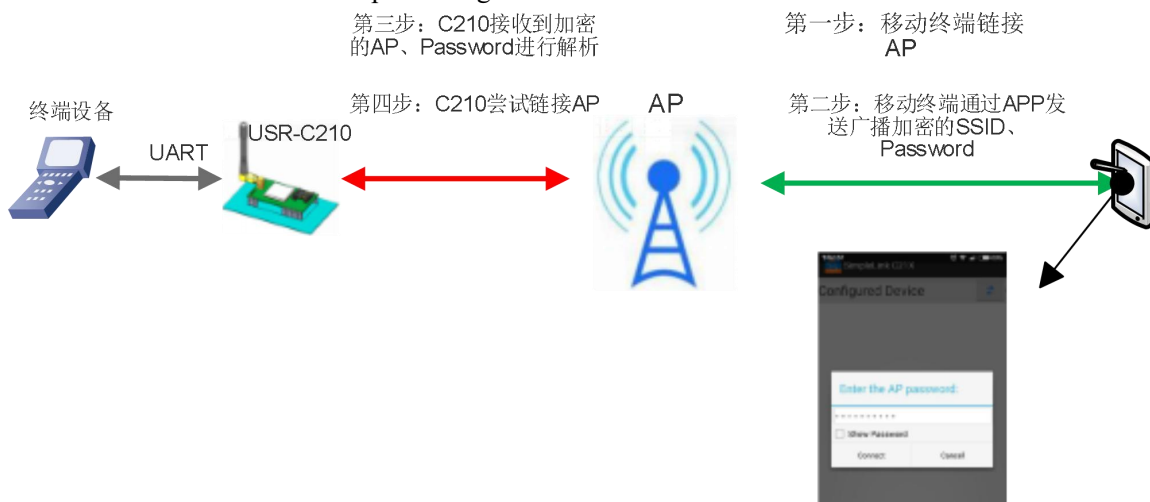 第三步：C210接收到加密
的AP、Password进行解析
第一步：移动终端链接
AP
终端设备
第四步：C210尝试链接AP
AP
第二步：移动终端通过APP发
送广播加密的SSID、
Password
USR-C210
UART
SimpleLink C21X
Configured Device
Enter the AP password:
Show Password
Connect
Cancel